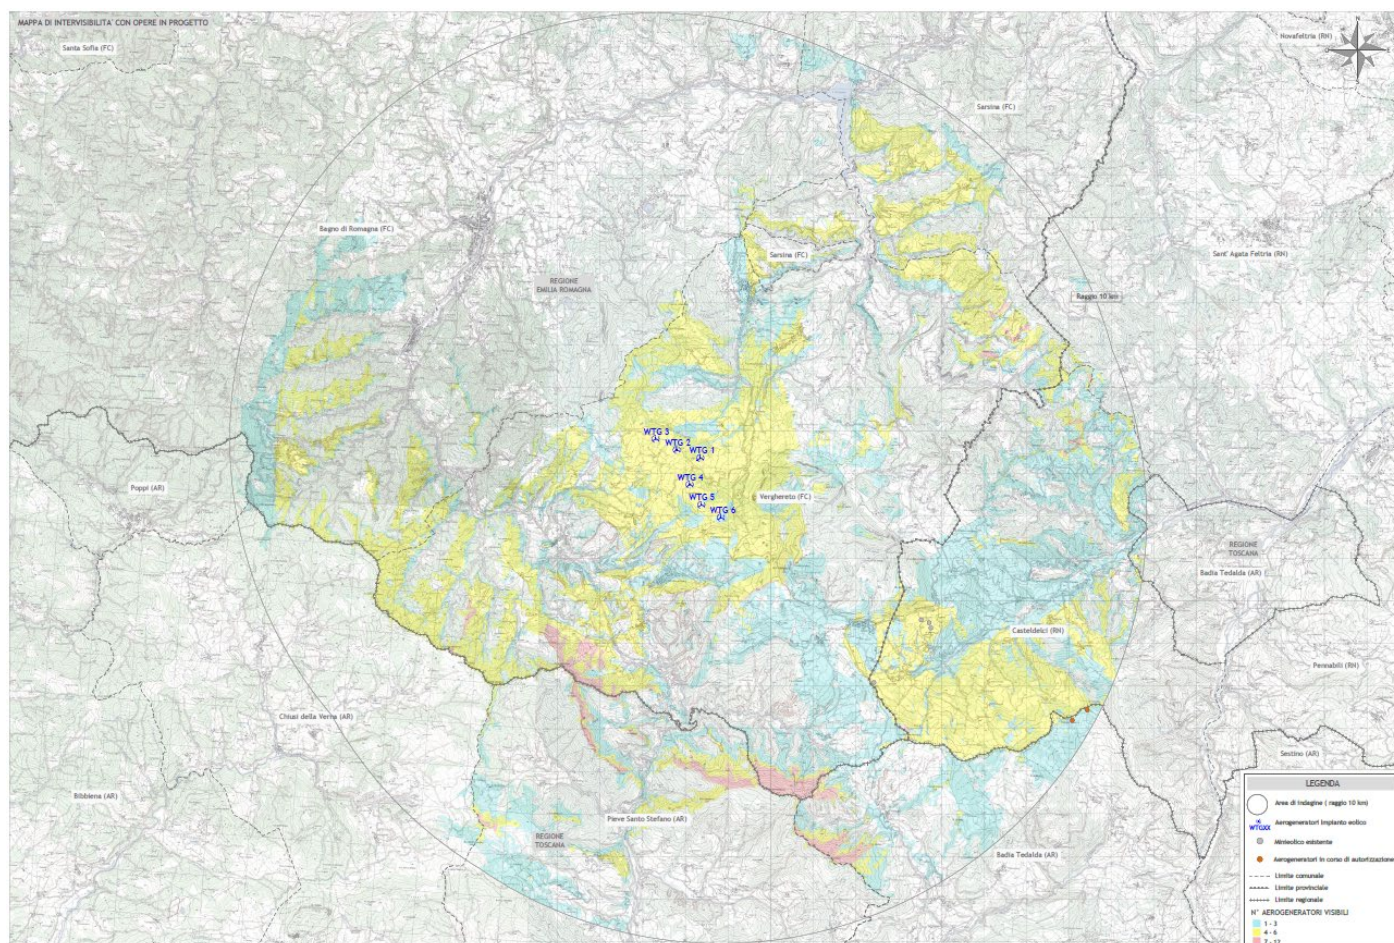 MAPPA DI INTERVISIBILITA' CON OPERE IN PROGETTO
Santa Sofia (FC)
Novafeltria (RN)
N
Sarsina (FC)
Bagno di Romagna (FC)
Sarsina (FC)
Sant' Agata Feltria (RN)
REGIONE
EMILIA ROMAGNA
Raggio 10 km
WTG 3
WTG 2
WTG 1
WTG 4
Poppi (AR)
WTG 5
Verghereto (FC)
WTG 6
REGIONE
TOSCANA
Badia Tedalda (AR)
Casteldelci (RN)
Pennabili (RN)
Chiusi della Verna (AR)
Sestino (AR)
Bibbiena (AR)
Pieve Santo Stefano (AR)
REGIONE
TOSCANA
Badia Tedalda (AR)
LEGENDA
Area di indagine ( raggio 10 km)
WTGXX
Aerogeneratori impianto eolico
Minieolico esistente
Aerogeneratori in corso di autorizzazione
Limite comunale
Limite provinciale
Limite regionale
N° AEROGENERATORI VISIBILI
1 - 3
4 - 6
7 - 12